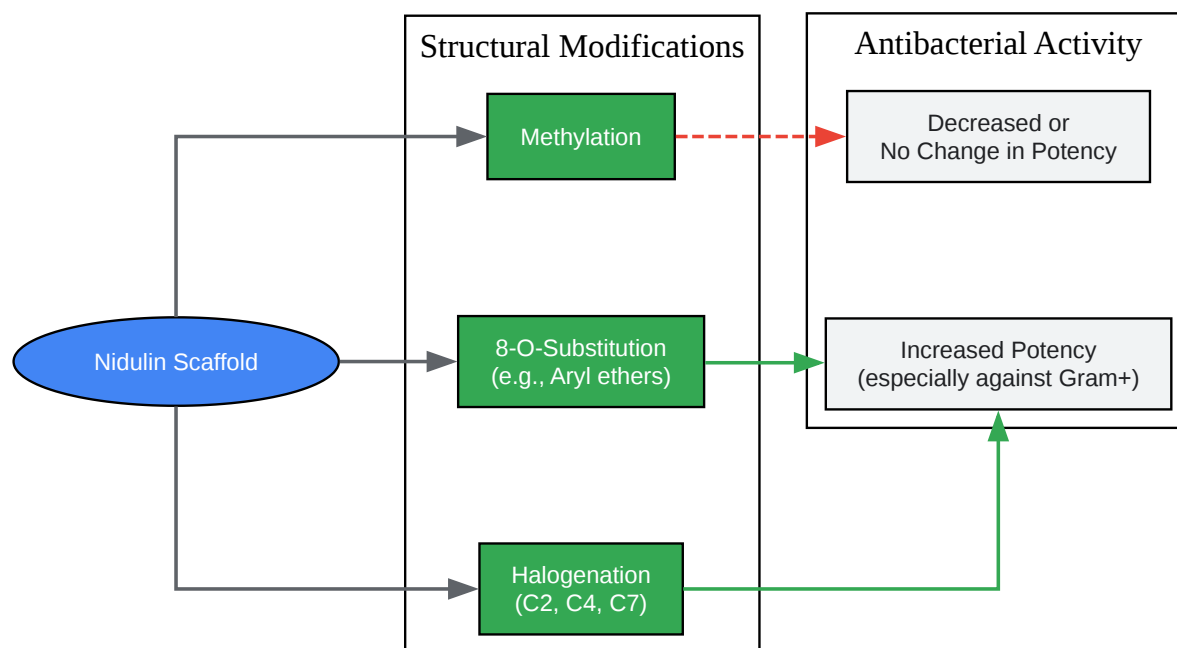 Structural Modifications
Antibacterial Activity
Methylation
Decreased or
No Change in Potency
Nidulin Scaffold
8-O-Substitution
(e.g., Aryl ethers)
Increased Potency
(especially against Gram+)
Halogenation
(C2, C4, C7)